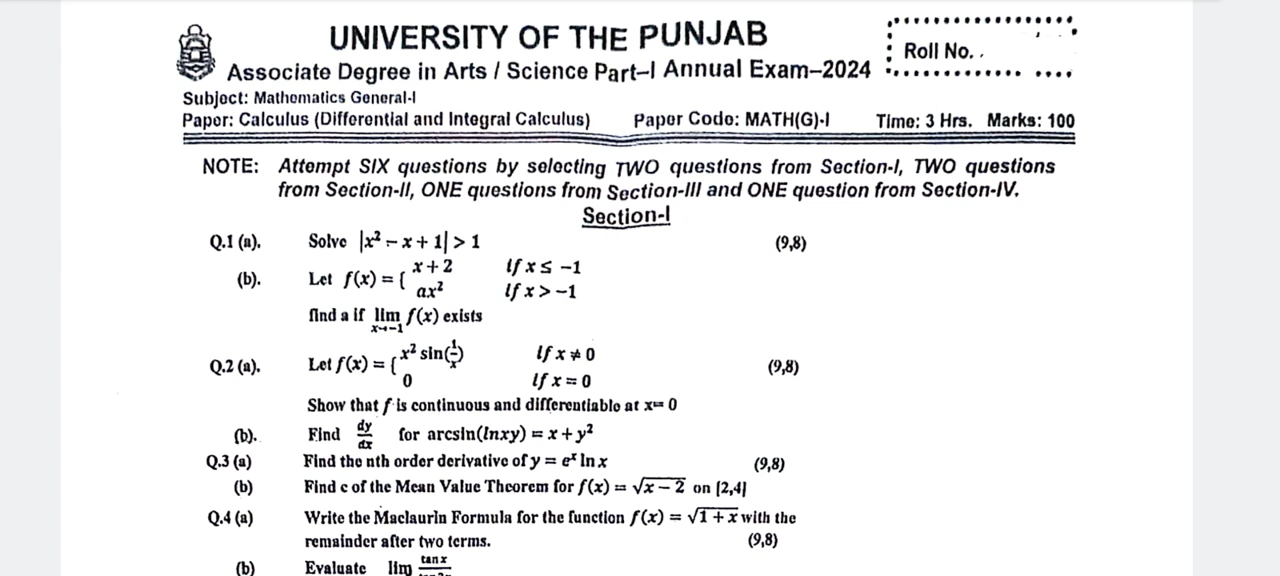 UNIVERSITY OF THE PUNJAB
Roll No. .
Associate Degree in Arts / Science Part-I Annual Exam-2024
Subject: Mathematics General-I
Paper: Calculus (Differential and Integral Calculus) Paper Code: MATH(G)-I Time: 3 Hrs. Marks: 100
NOTE: Attempt SIX questions by selecting TWO questions from Section-I, TWO questions
from Section-II, ONE questions from Section-III and ONE question from Section-IV.
Section-I
Q.1 (a). Solve |x² − x + 1| > 1 (9,8)
(b). Let f(x) = { x + 2 if x ≤ −1
ax² if x > −1
find a if lim x→−1 f(x) exists
Q.2 (a). Let f(x) = { x² sin(1/x) if x ≠ 0 (9,8)
0 if x = 0
Show that f is continuous and differentiable at x= 0
(b). Find dy/dx for arcsin(lnxy) = x + y²
Q.3 (a) Find the nth order derivative of y = eˣ ln x (9,8)
(b) Find c of the Mean Value Theorem for f(x) = √x − 2 on [2,4]
Q.4 (a) Write the Maclaurin Formula for the function f(x) = √1 + x with the
remainder after two terms. (9,8)
(b) Evaluate lim tan x